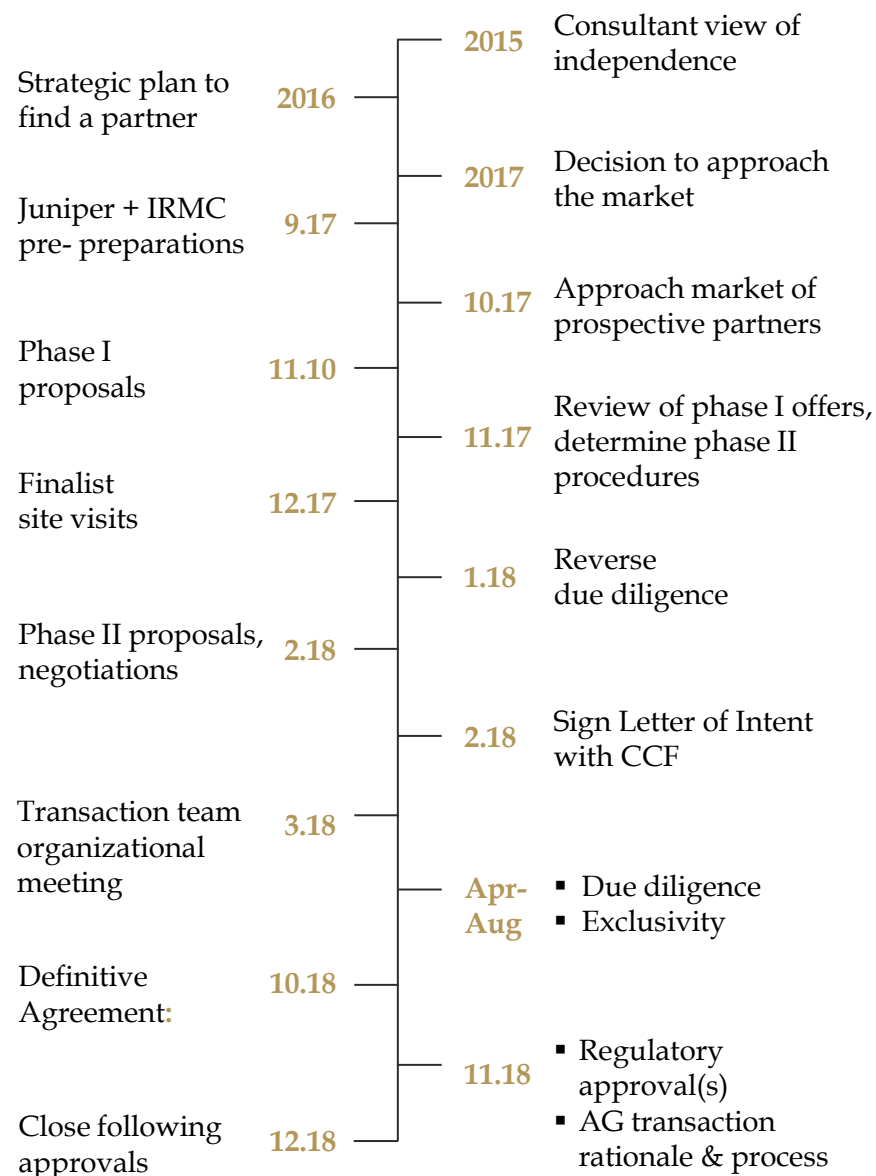 2015
Consultant view of
independence
Strategic plan to
find a partner
2016
2017
Decision to approach
the market
Juniper + IRMC
pre- preparations
9.17
10.17
Approach market of
prospective partners
Phase I
proposals
11.10
11.17
Review of phase I offers,
determine phase II
procedures
Finalist
site visits
12.17
1.18
Reverse
due diligence
Phase II proposals,
negotiations
2.18
2.18
Sign Letter of Intent
with CCF
Transaction team
organizational
meeting
3.18
Apr-
Aug
▪ Due diligence
▪ Exclusivity
Definitive
Agreement:
10.18
11.18
▪ Regulatory
approval(s)
▪ AG transaction
rationale & process
Close following
approvals
12.18